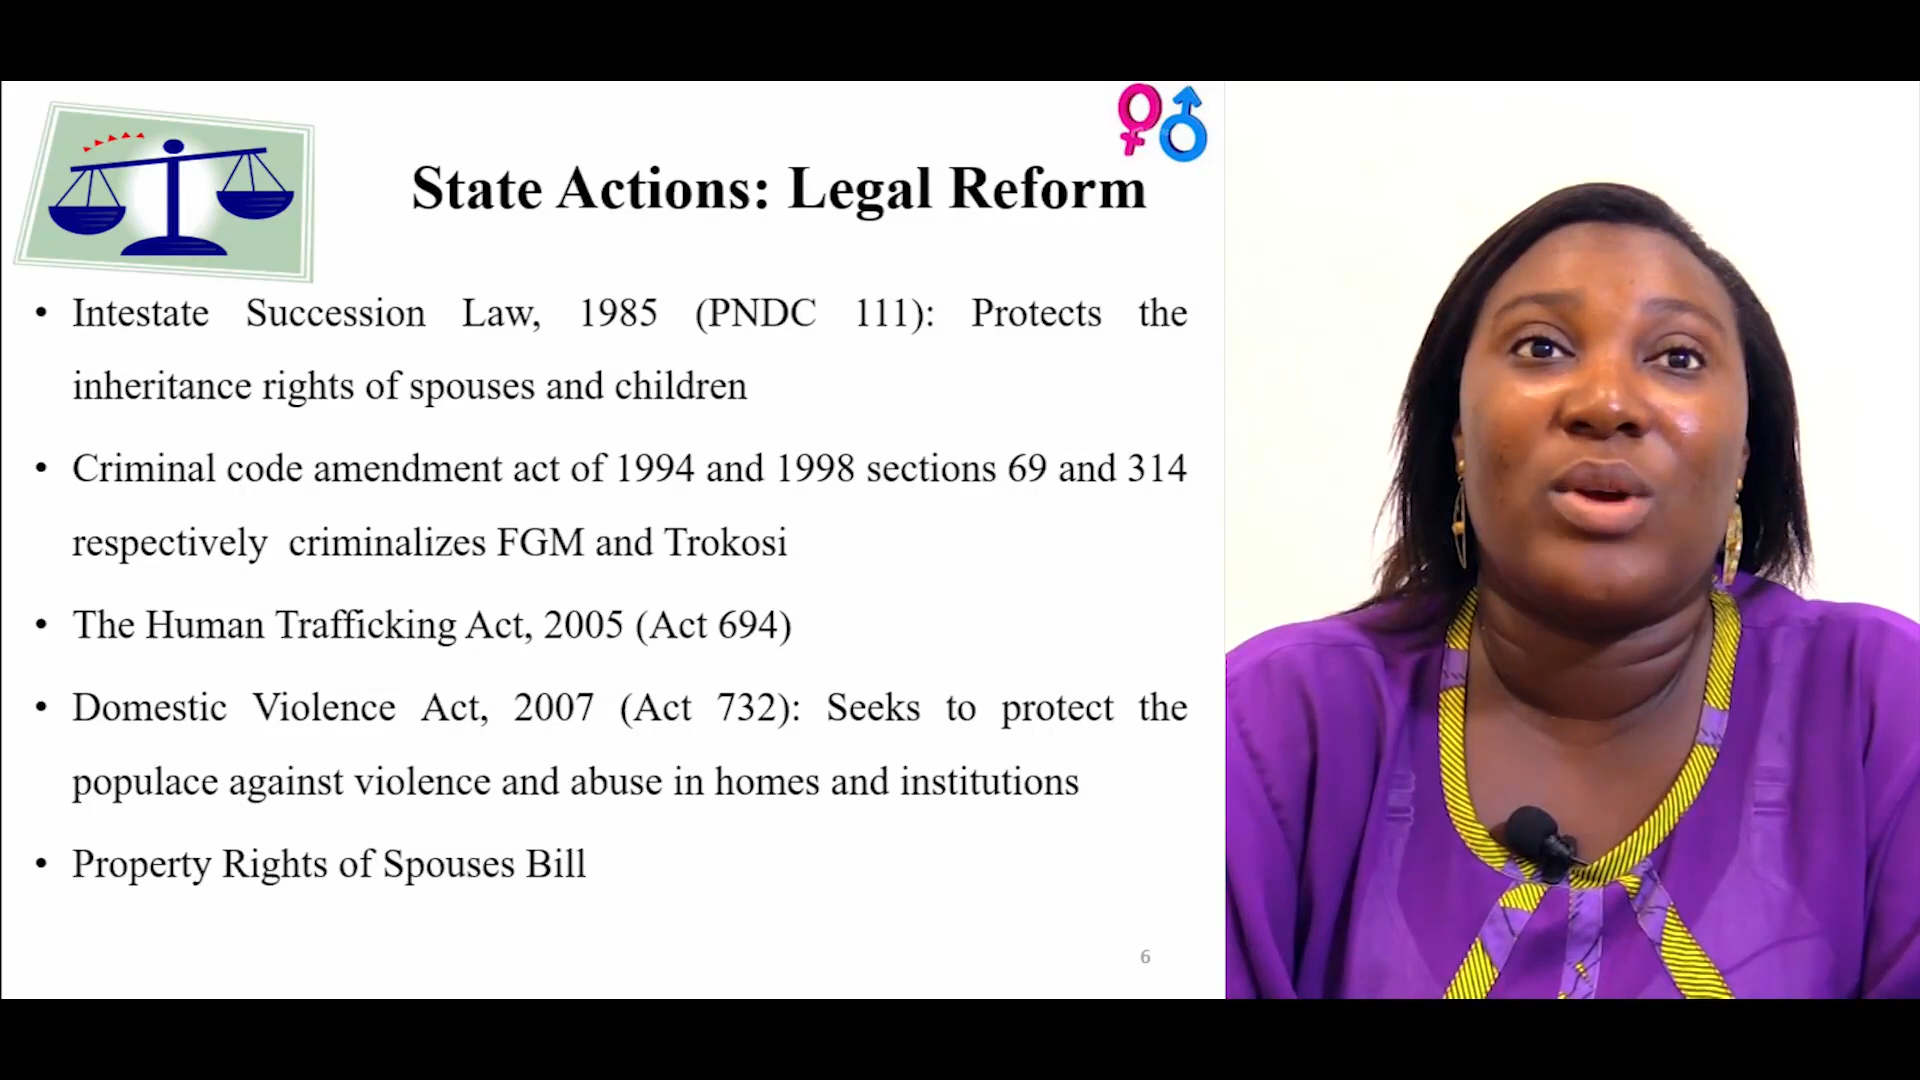 State Actions: Legal Reform
• Intestate Succession Law, 1985 (PNDC 111): Protects the
inheritance rights of spouses and children
• Criminal code amendment act of 1994 and 1998 sections 69 and 314
respectively criminalizes FGM and Trokosi
• The Human Trafficking Act, 2005 (Act 694)
• Domestic Violence Act, 2007 (Act 732): Seeks to protect the
populace against violence and abuse in homes and institutions
• Property Rights of Spouses Bill
6